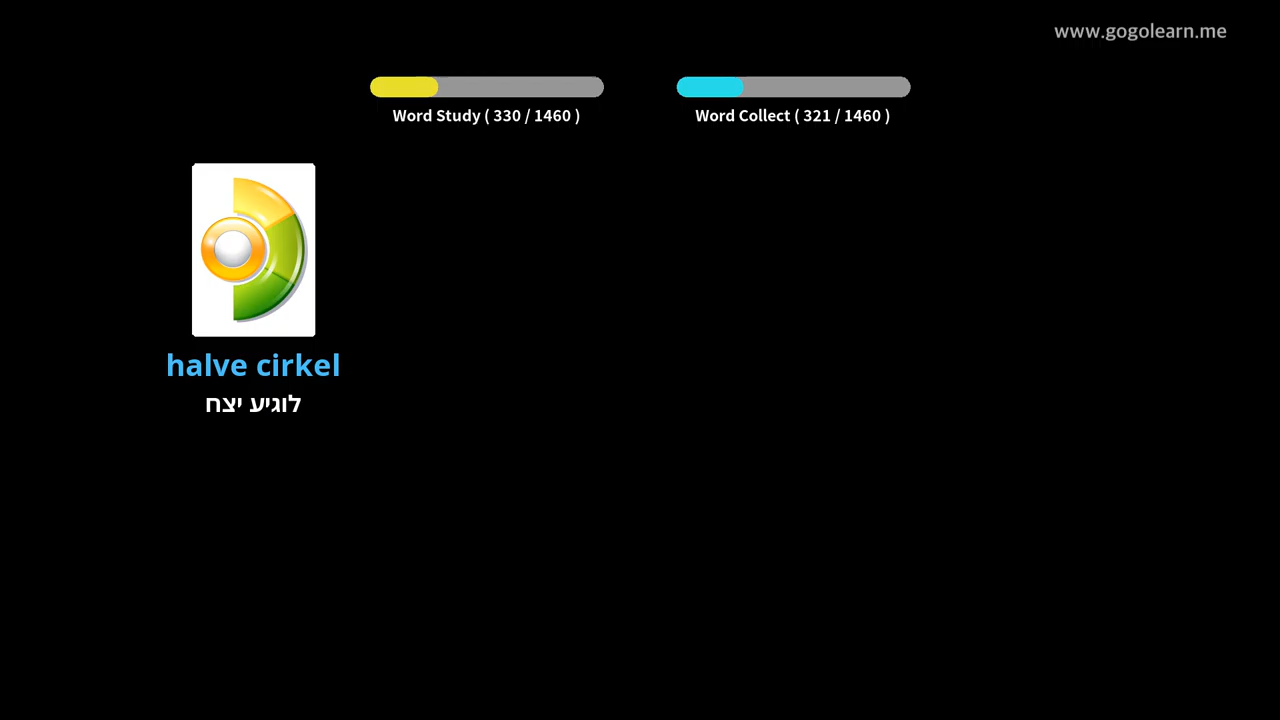 www.gogolearn.me
Word Study ( 330 / 1460 )
Word Collect ( 321 / 1460 )
halve cirkel
לוגיע יצח